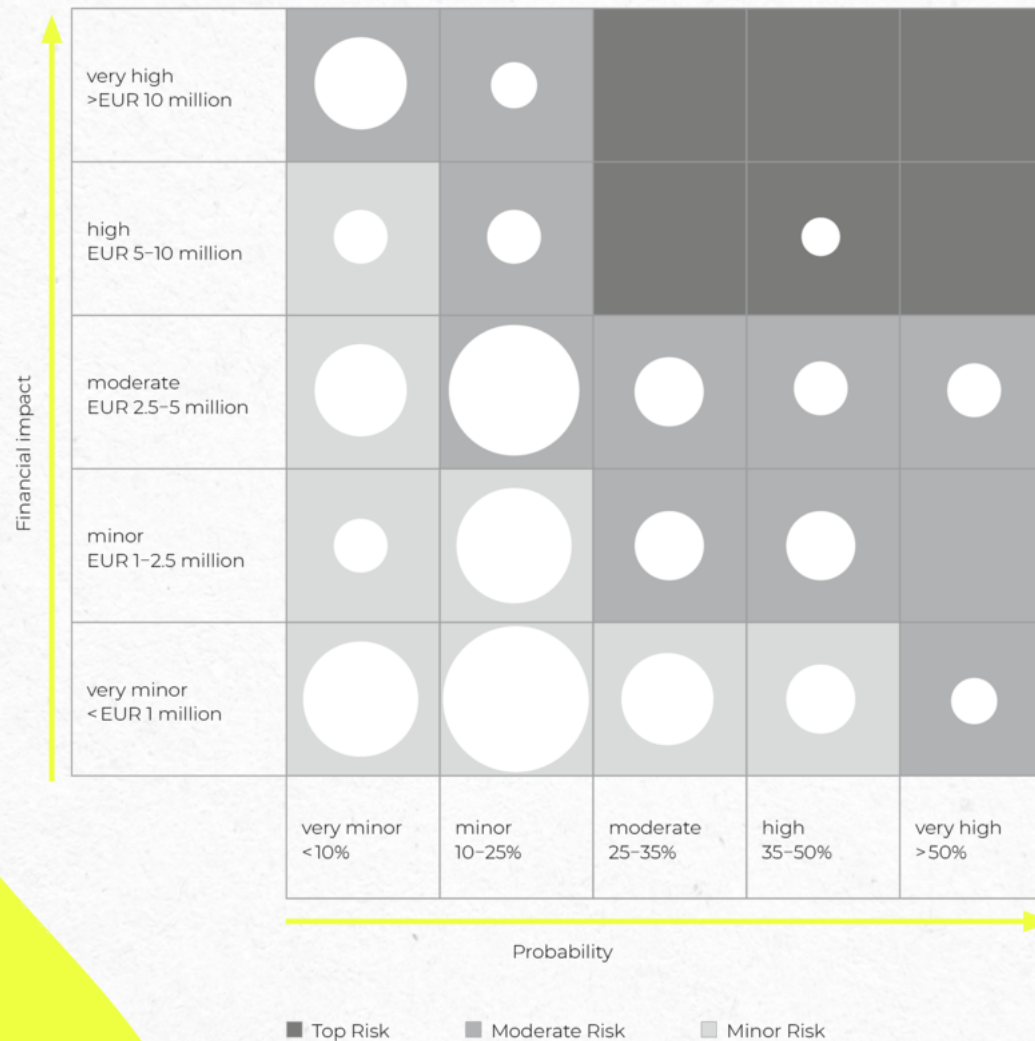 very high
>EUR 10 million
high
EUR 5–10 million
Financial impact
moderate
EUR 2.5–5 million
minor
EUR 1–2.5 million
very minor
<EUR 1 million
very minor
<10%
minor
10–25%
moderate
25–35%
high
35–50%
very high
>50%
Probability
Top Risk
Moderate Risk
Minor Risk